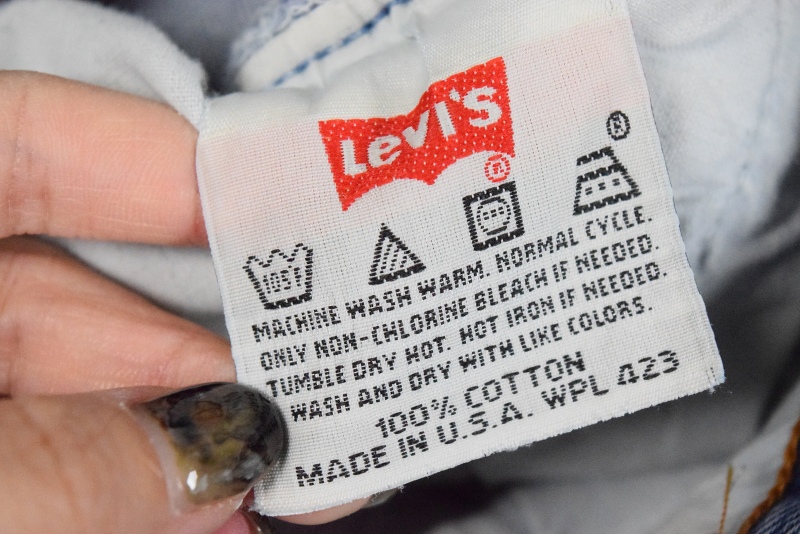 Levi's
®
®
105F
MACHINE WASH WARM. NORMAL CYCLE.
ONLY NON-CHLORINE BLEACH IF NEEDED.
TUMBLE DRY HOT. HOT IRON IF NEEDED.
WASH AND DRY WITH LIKE COLORS.
100% COTTON
MADE IN U.S.A. WPL 423